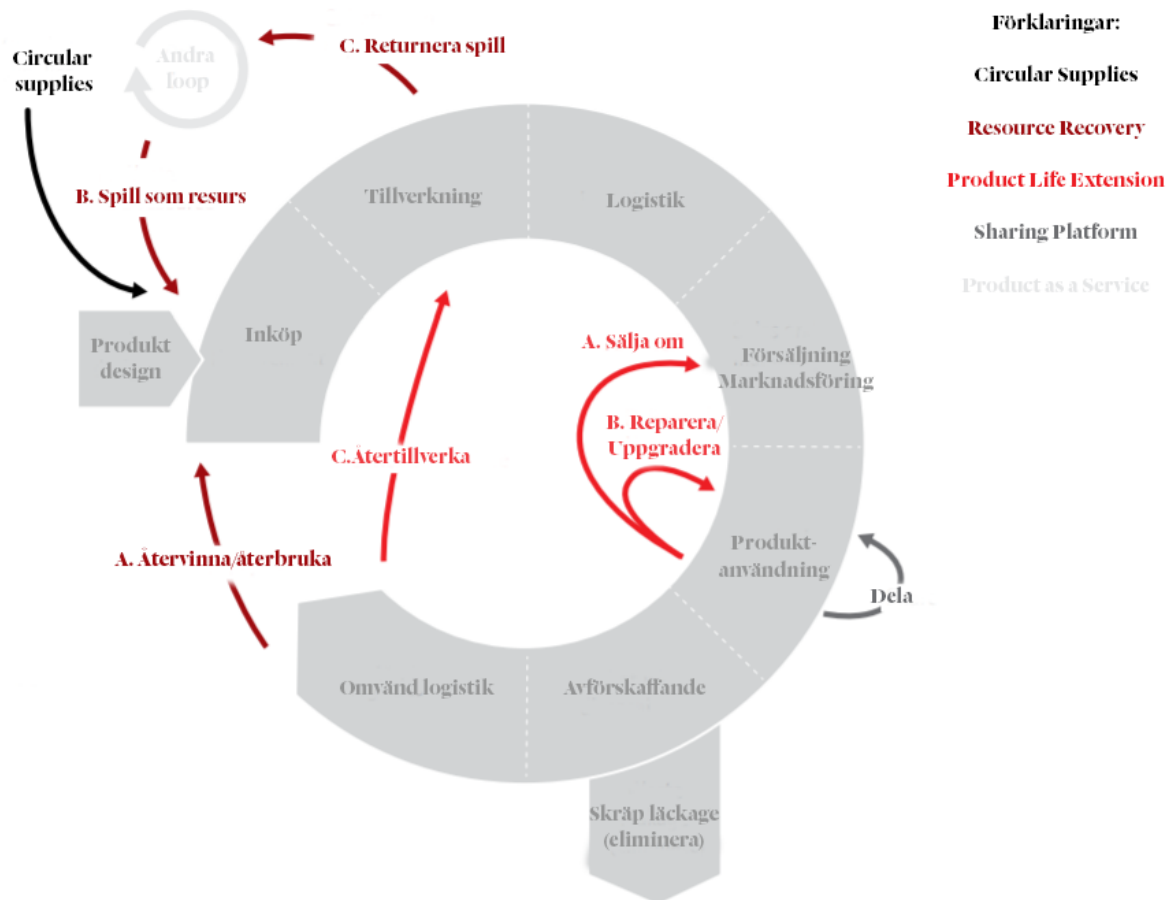 Circular
supplies
Andra
loop
C. Returnera spill
B. Spill som resurs
Tillverkning
Logistik
Produkt
design
Inköp
A. Sälja om
Försäljning
Marknadsföring
B. Reparera/
Uppgradera
C.Återtillverka
A. Återvinna/återbruka
Produkt-
användning
Dela
Omvänd logistik
Avförskaffande
Skräp läckage
(eliminera)
Förklaringar:
Circular Supplies
Resource Recovery
Product Life Extension
Sharing Platform
Product as a Service